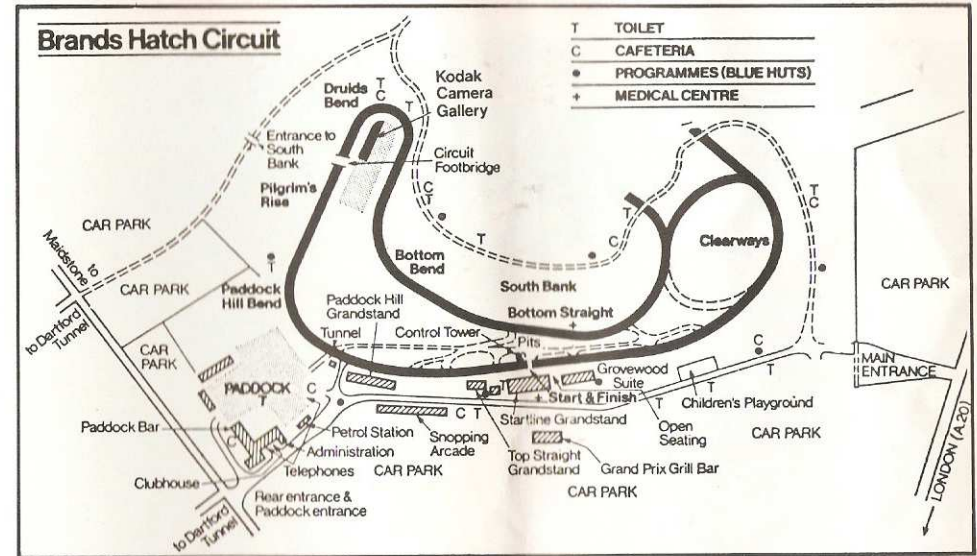 Brands Hatch Circuit
T TOILET
C CAFETERIA
• PROGRAMMES (BLUE HUTS)
+ MEDICAL CENTRE
Druids
Bend
T
C
T
Kodak
Camera
Gallery
Entrance to
South
Bank
Circuit
Footbridge
Pilgrim's
Rise
C
T
T
C
T
T
C
Clearways
CAR PARK
to
Maidstone
CAR PARK
T
Paddock
Hill Bend
Bottom
Bend
South Bank
Bottom Straight
+
CAR PARK
Paddock Hill
Grandstand
to Dartford
Tunnel
CAR
PARK
Tunnel
Control Tower
Pits
C
MAIN
ENTRANCE
PADDOCK
T
C
T
Grovewood
Suite
T
T
+ Start & Finish
Children's Playground
Paddock Bar
C
Petrol Station
C T
Startline Grandstand
Open
Seating
CAR PARK
Administration
Snopping
Arcade
Telephones
CAR PARK
Top Straight
Grandstand
Grand Prix Grill Bar
Clubhouse
CAR PARK
Rear entrance &
Paddock entrance
to Dartford
Tunnel
LONDON (A.20)